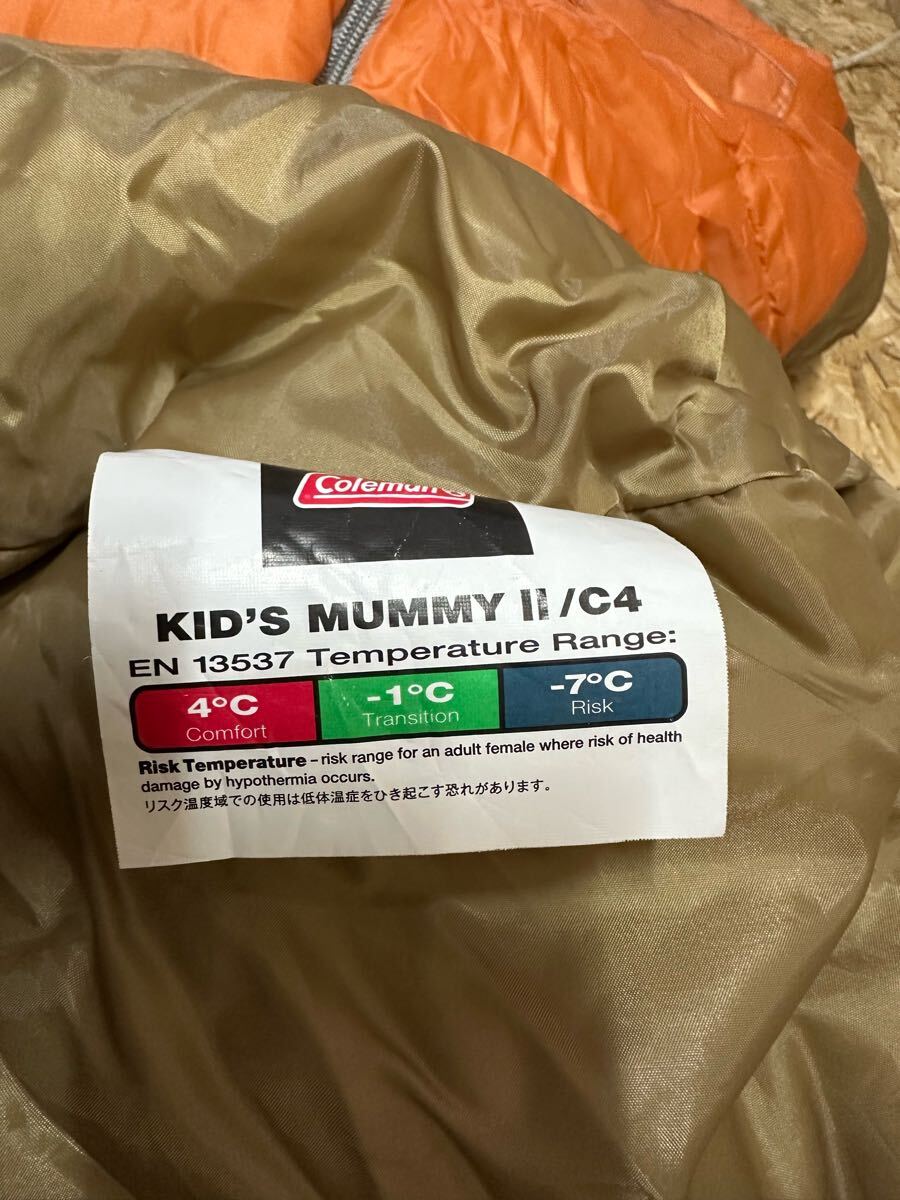 Coleman
KID'S MUMMY II /C4
EN 13537 Temperature Range:
4°C -1°C -7°C
Comfort Transition Risk
Risk Temperature – risk range for an adult female where risk of health
damage by hypothermia occurs.
リスク温度域での使用は低体温症をひき起こす恐れがあります。